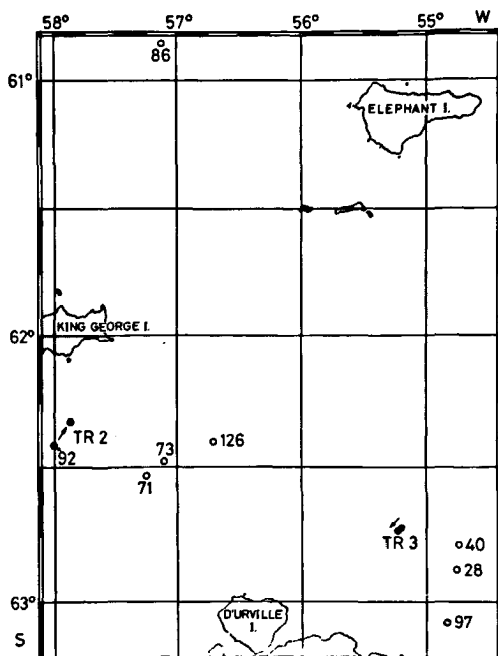 58° 57° 56° 55° W
86
61°
ELEPHANT I.
KING GEORGE I.
62°
TR 2
126
73
92
71
TR 3
40
28
63°
D'URVILLE
I.
97
S